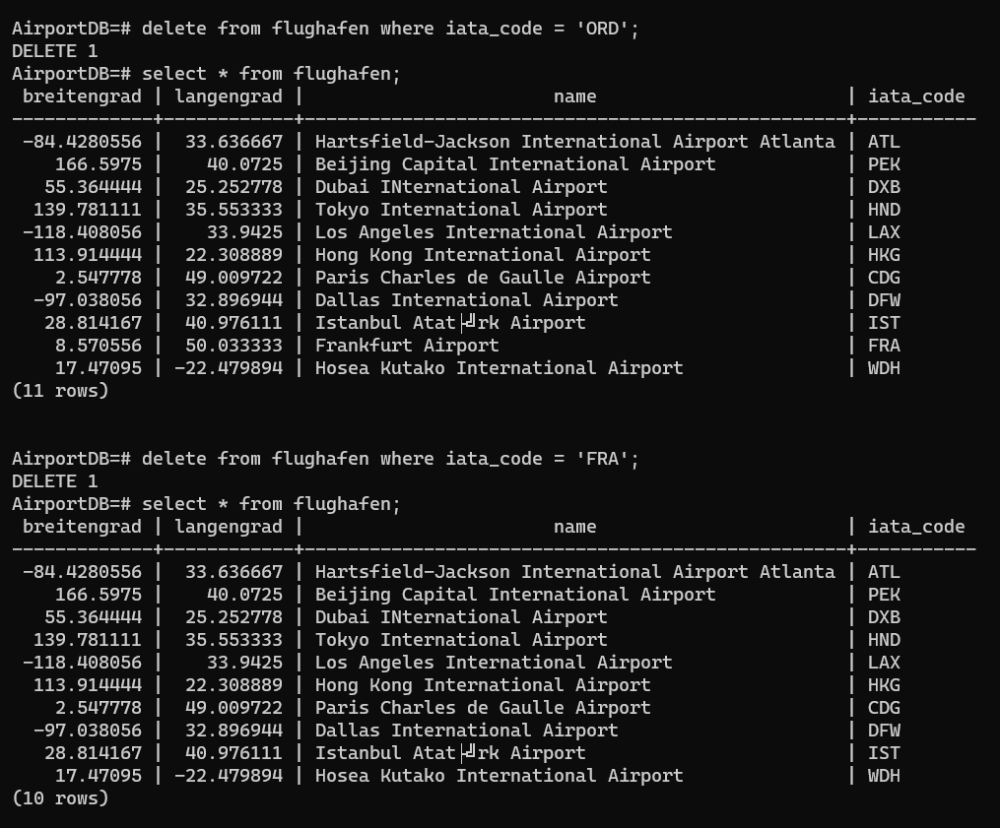 AirportDB=# delete from flughafen where iata_code = 'ORD';
DELETE 1
AirportDB=# select * from flughafen;
 breitengrad | langengrad |                       name                       | iata_code
-------------+------------+--------------------------------------------------+-----------
 -84.4280556 |  33.636667 | Hartsfield-Jackson International Airport Atlanta | ATL
    166.5975 |    40.0725 | Beijing Capital International Airport            | PEK
   55.364444 |  25.252778 | Dubai INternational Airport                      | DXB
  139.781111 |  35.553333 | Tokyo International Airport                      | HND
 -118.408056 |    33.9425 | Los Angeles International Airport                | LAX
  113.914444 |  22.308889 | Hong Kong International Airport                  | HKG
    2.547778 |  49.009722 | Paris Charles de Gaulle Airport                  | CDG
  -97.038056 |  32.896944 | Dallas International Airport                     | DFW
   28.814167 |  40.976111 | Istanbul Atat├╝rk Airport                        | IST
    8.570556 |  50.033333 | Frankfurt Airport                                | FRA
    17.47095 | -22.479894 | Hosea Kutako International Airport               | WDH
(11 rows)
AirportDB=# delete from flughafen where iata_code = 'FRA';
DELETE 1
AirportDB=# select * from flughafen;
 breitengrad | langengrad |                       name                       | iata_code
-------------+------------+--------------------------------------------------+-----------
 -84.4280556 |  33.636667 | Hartsfield-Jackson International Airport Atlanta | ATL
    166.5975 |    40.0725 | Beijing Capital International Airport            | PEK
   55.364444 |  25.252778 | Dubai INternational Airport                      | DXB
  139.781111 |  35.553333 | Tokyo International Airport                      | HND
 -118.408056 |    33.9425 | Los Angeles International Airport                | LAX
  113.914444 |  22.308889 | Hong Kong International Airport                  | HKG
    2.547778 |  49.009722 | Paris Charles de Gaulle Airport                  | CDG
  -97.038056 |  32.896944 | Dallas International Airport                     | DFW
   28.814167 |  40.976111 | Istanbul Atat├╝rk Airport                        | IST
    17.47095 | -22.479894 | Hosea Kutako International Airport               | WDH
(10 rows)